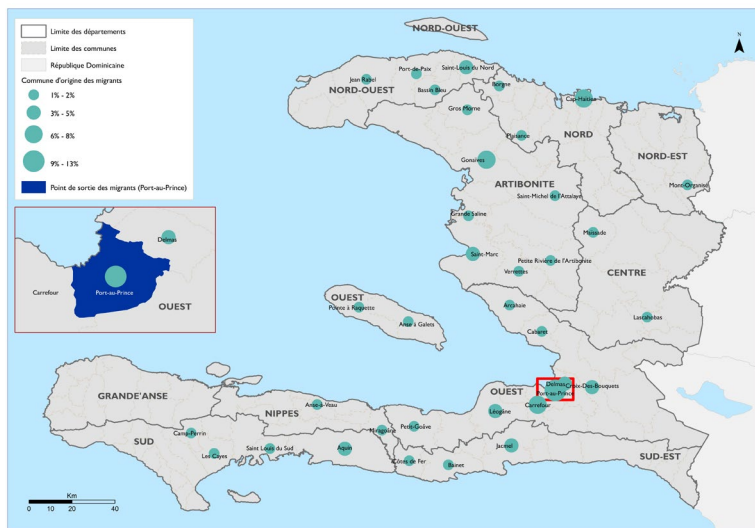 Limite des départements
Limite des communes
République Dominicaine
Commune d'origine des migrants
1% - 2%
3% - 5%
6% - 8%
9% - 13%
Point de sortie des migrants (Port-au-Prince)
N
NORD-OUEST
Port-de-Paix
Saint-Louis du Nord
Jean Rabel
Bassin Bleu
Borgne
NORD-OUEST
Gros Morne
Cap-Haïtien
Plaisance
NORD
Gonaives
NORD-EST
ARTIBONITE
Mont-Organisé
Saint-Michel de l'Attalaye
Grande Saline
Delmas
Saint-Marc
Petite Rivière de l'Artibonite
Verrettes
CENTRE
Port-au-Prince
Carrefour
OUEST
OUEST
Pointe à Raquette
Anse à Galets
Arcahaie
Cabaret
Lascahobas
GRANDE'ANSE
NIPPES
OUEST
Delmas
Croix-Des-Bouquets
Port-au-Prince
Anse-à-Veau
Carrefour
Léogâne
SUD
Camp-Perrin
Miragoâne
Petit-Goâve
Les Cayes
Saint Louis du Sud
Aquin
Jacmel
Côtes de Fer
Bainet
SUD-EST
Km
0
10
20
40